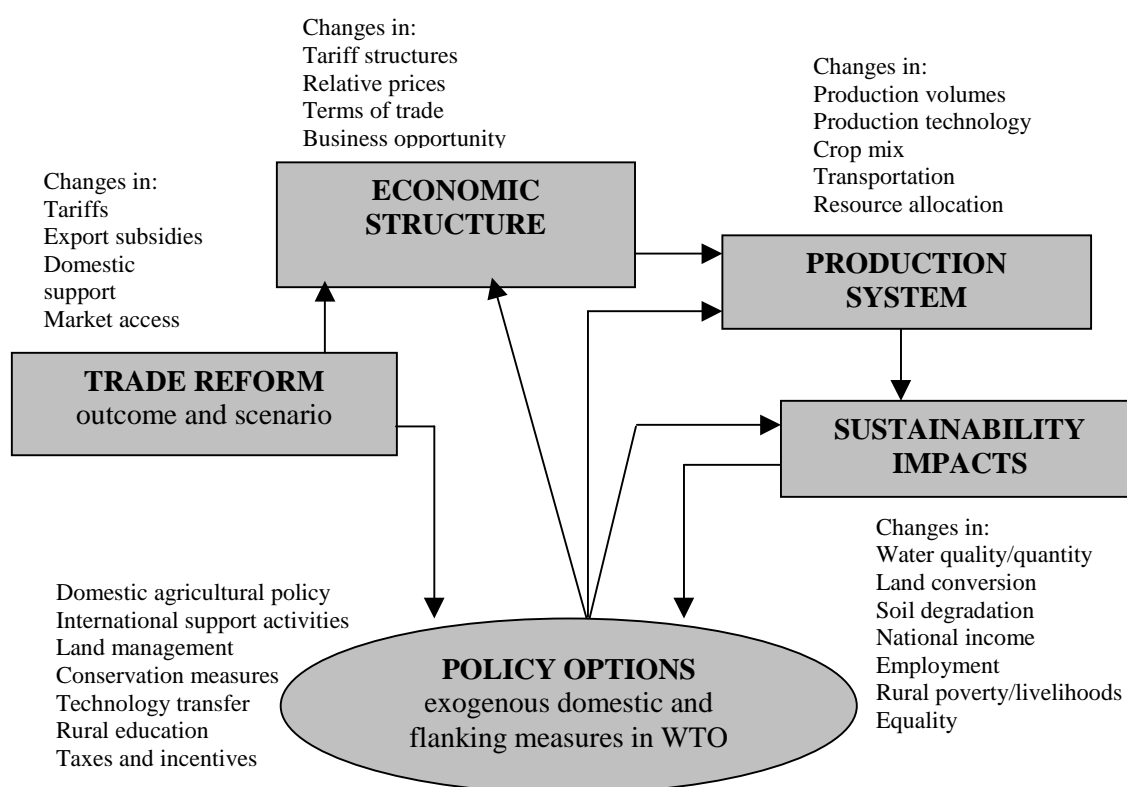 Changes in:
Tariff structures
Relative prices
Terms of trade
Business opportunity
Changes in:
Production volumes
Production technology
Crop mix
Transportation
Resource allocation
Changes in:
Tariffs
Export subsidies
Domestic
support
Market access
ECONOMIC
STRUCTURE
PRODUCTION
SYSTEM
TRADE REFORM
outcome and scenario
SUSTAINABILITY
IMPACTS
Changes in:
Water quality/quantity
Land conversion
Soil degradation
National income
Employment
Rural poverty/livelihoods
Equality
Domestic agricultural policy
International support activities
Land management
Conservation measures
Technology transfer
Rural education
Taxes and incentives
POLICY OPTIONS
exogenous domestic and
flanking measures in WTO